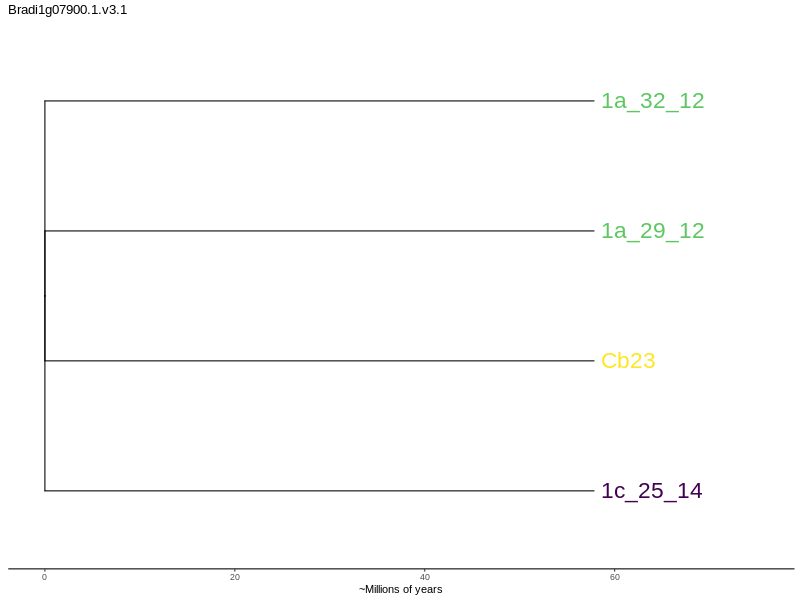 Bradi1g07900.1.v3.1
1a_32_12
1a_29_12
Cb23
1c_25_14
0 20 40 60
~Millions of years